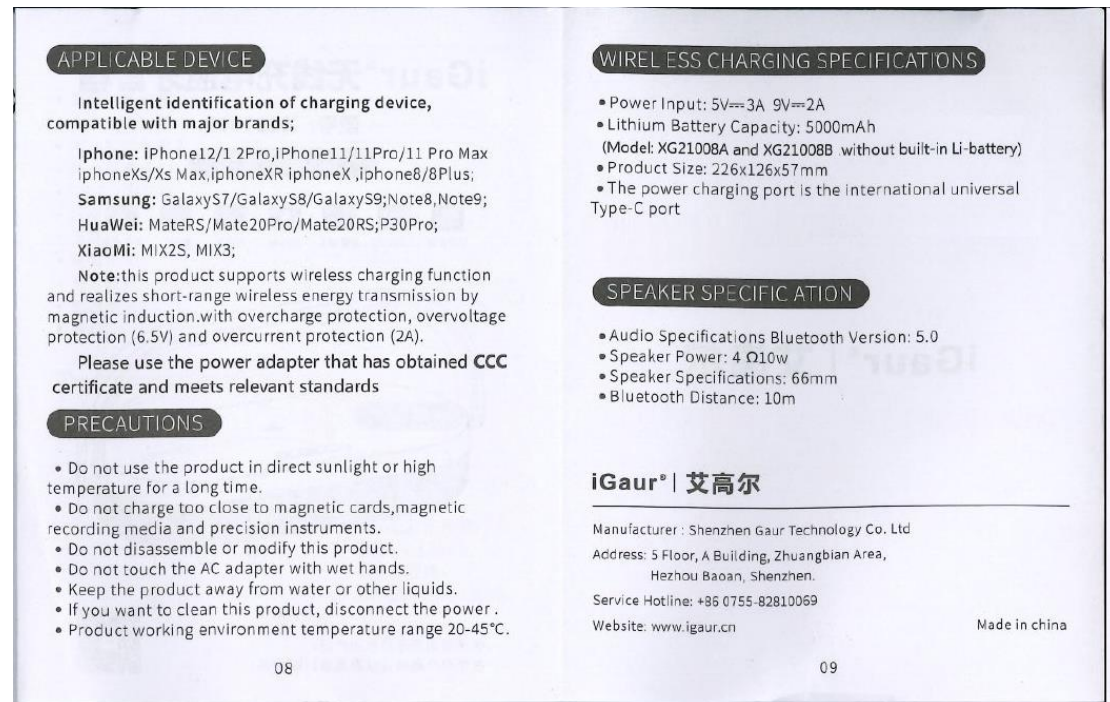 APPLICABLE DEVICE
Intelligent identification of charging device,
compatible with major brands;
Iphone: iPhone12/1 2Pro,iPhone11/11Pro/11 Pro Max
iphoneXs/Xs Max,iphoneXR iphoneX ,iphone8/8Plus;
Samsung: GalaxyS7/GalaxyS8/GalaxyS9;Note8,Note9;
HuaWei: MateRS/Mate20Pro/Mate20RS;P30Pro;
XiaoMi: MIX2S, MIX3;
Note:this product supports wireless charging function
and realizes short-range wireless energy transmission by
magnetic induction.with overcharge protection, overvoltage
protection (6.5V) and overcurrent protection (2A).
Please use the power adapter that has obtained CCC
certificate and meets relevant standards
PRECAUTIONS
• Do not use the product in direct sunlight or high
temperature for a long time.
• Do not charge too close to magnetic cards,magnetic
recording media and precision instruments.
• Do not disassemble or modify this product.
• Do not touch the AC adapter with wet hands.
• Keep the product away from water or other liquids.
• If you want to clean this product, disconnect the power .
• Product working environment temperature range 20-45°C.
08
WIRELESS CHARGING SPECIFICATIONS
• Power Input: 5V⎓3A 9V⎓2A
• Lithium Battery Capacity: 5000mAh
(Model: XG21008A and XG21008B .without built-in Li-battery)
• Product Size: 226x126x57mm
• The power charging port is the international universal
Type-C port
SPEAKER SPECIFICATION
• Audio Specifications Bluetooth Version: 5.0
• Speaker Power: 4 Ω10w
• Speaker Specifications: 66mm
• Bluetooth Distance: 10m
iGaur® | 艾高尔
Manufacturer : Shenzhen Gaur Technology Co. Ltd
Address: 5 Floor, A Building, Zhuangbian Area,
Hezhou Baoan, Shenzhen.
Service Hotline: +86 0755-82810069
Website: www.igaur.cn
Made in china
09